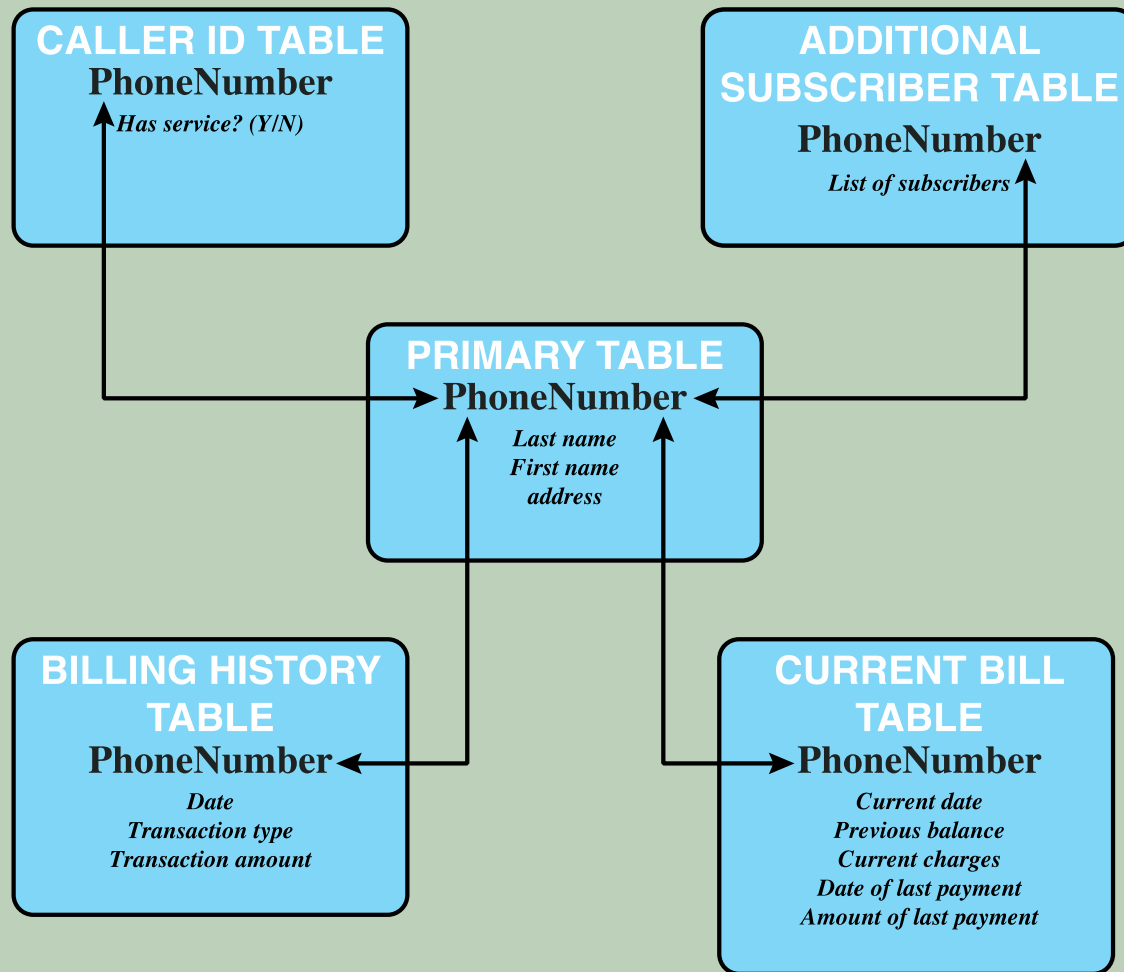 CALLER ID TABLE
PhoneNumber
Has service? (Y/N)
ADDITIONAL
SUBSCRIBER TABLE
PhoneNumber
List of subscribers
PRIMARY TABLE
PhoneNumber
Last name
First name
address
BILLING HISTORY
TABLE
PhoneNumber
Date
Transaction type
Transaction amount
CURRENT BILL
TABLE
PhoneNumber
Current date
Previous balance
Current charges
Date of last payment
Amount of last payment